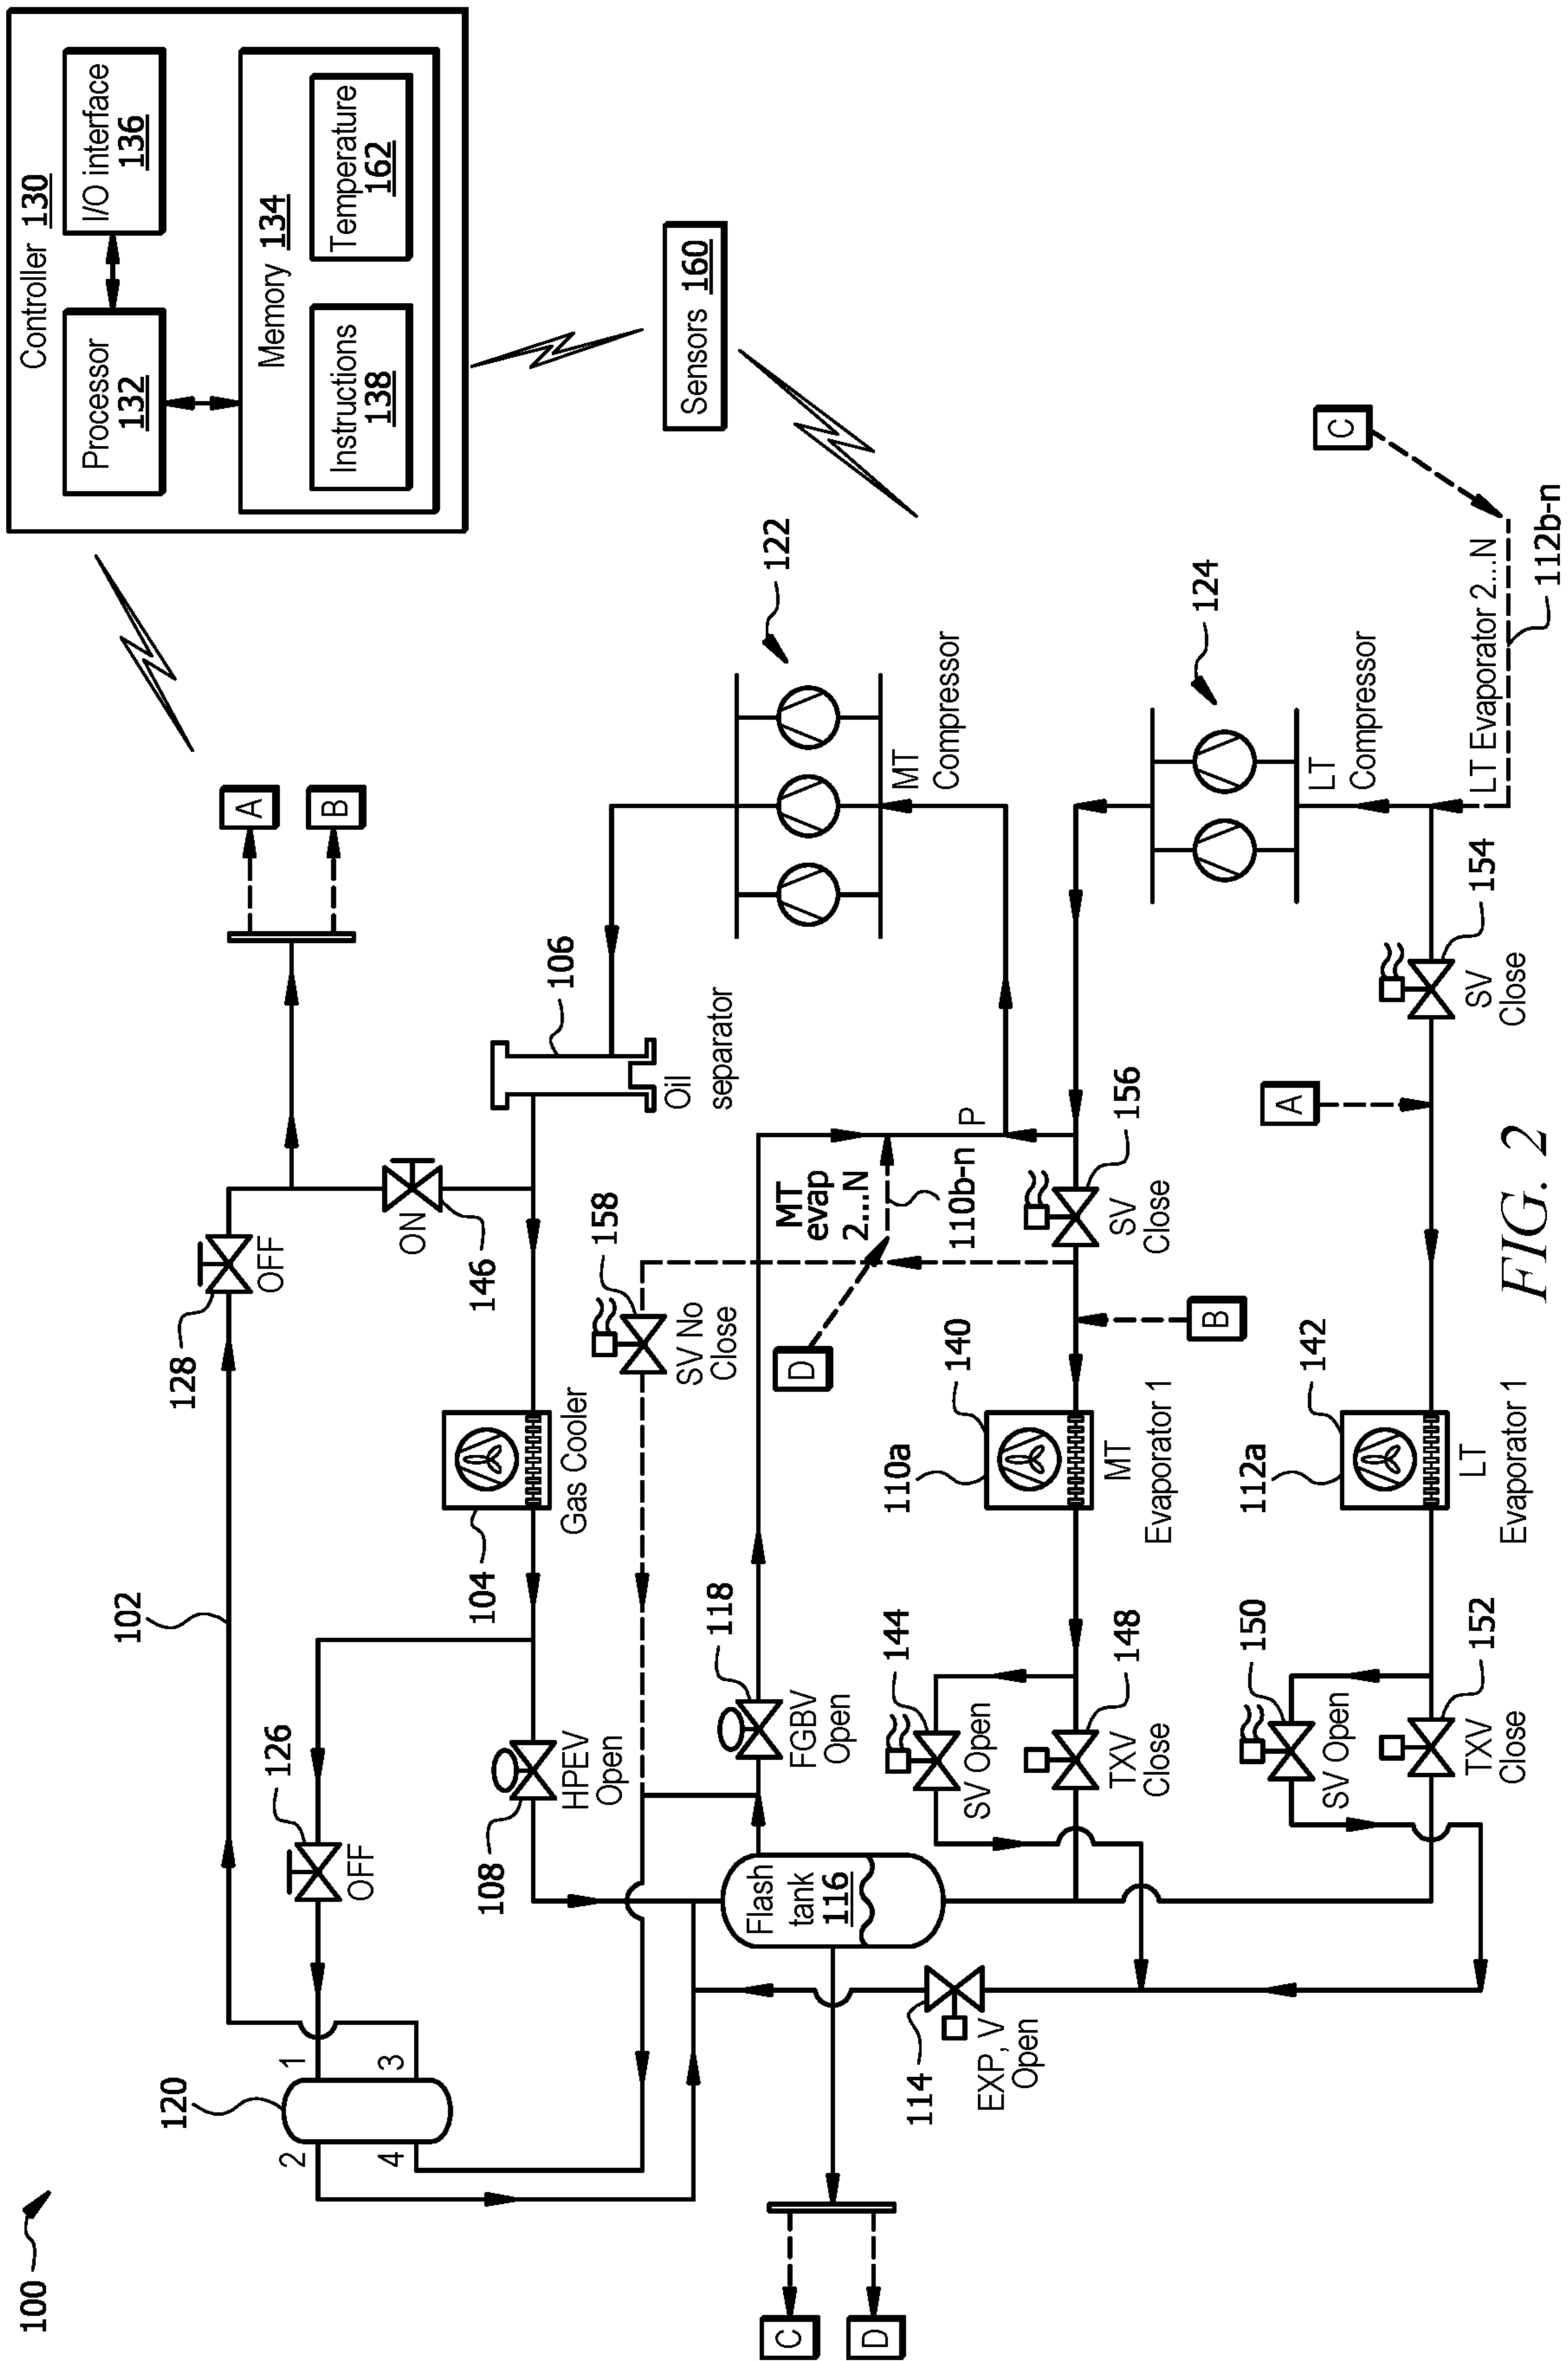 100
Controller 130
Processor
132
I/O interface
136
Memory 134
Instructions
138
Temperature
162
Sensors 160
102
128
OFF
A
B
146
ON
120
1
2
3
4
126
OFF
104
Gas Cooler
106
Oil
separator
108
HPEV
Open
158
SV No
Close
122
MT
Compressor
118
FGBV
Open
Flash
tank
116
C
D
D
MT
evap
2...N
110b-n
P
114
EXP, V
Open
144
SV Open
148
TXV
Close
110a
140
MT
Evaporator 1
B
156
SV
Close
124
LT
Compressor
150
SV Open
152
TXV
Close
112a
142
LT
Evaporator 1
A
154
SV
Close
LT Evaporator 2...N
112b-n
C
FIG. 2